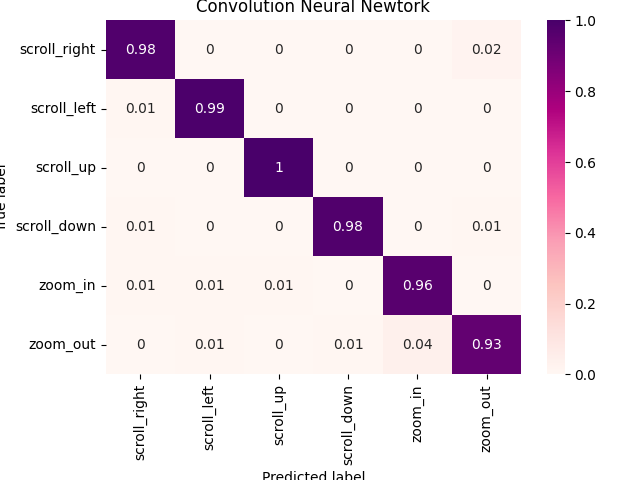 Convolution Neural Newtork
scroll_right 0.98 0 0 0 0 0.02
scroll_left 0.01 0.99 0 0 0 0
scroll_up 0 0 1 0 0 0
scroll_down 0.01 0 0 0.98 0 0.01
zoom_in 0.01 0.01 0.01 0 0.96 0
zoom_out 0 0.01 0 0.01 0.04 0.93
scroll_right scroll_left scroll_up scroll_down zoom_in zoom_out
Predicted label
True label
1.0
0.8
0.6
0.4
0.2
0.0